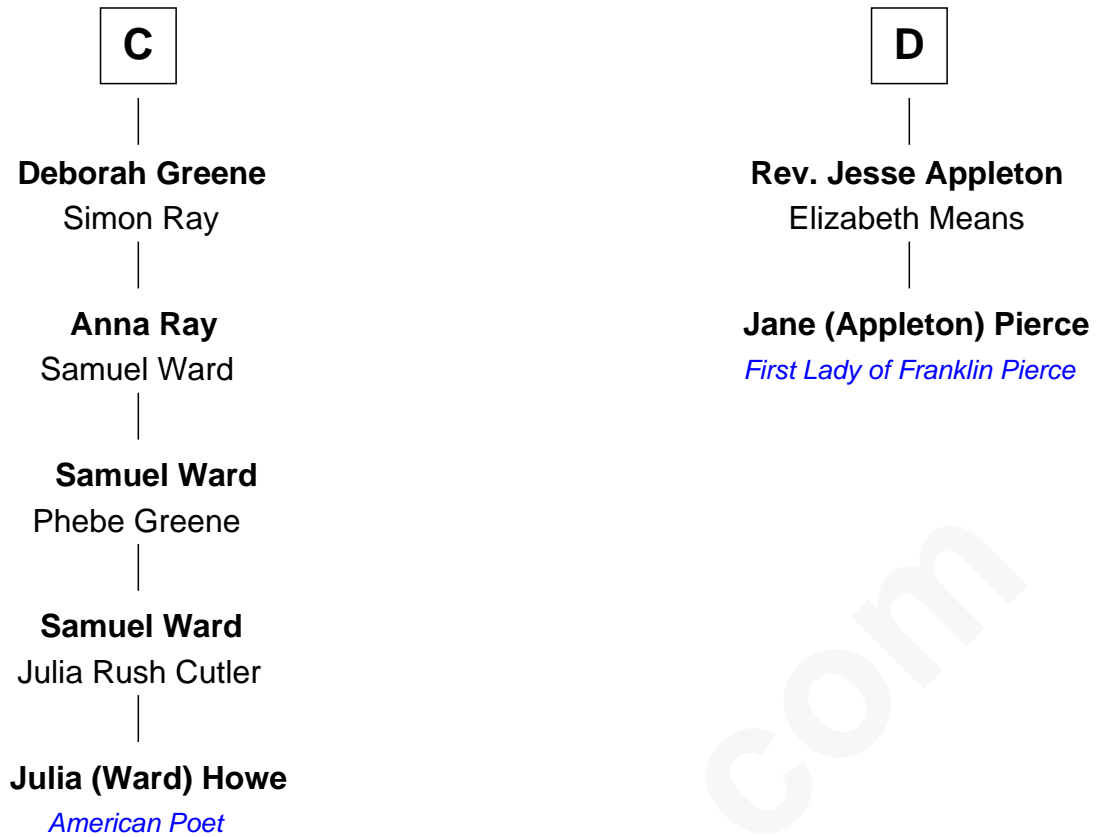 C
Deborah Greene
Simon Ray
Anna Ray
Samuel Ward
Samuel Ward
Phebe Greene
Samuel Ward
Julia Rush Cutler
Julia (Ward) Howe
American Poet
D
Rev. Jesse Appleton
Elizabeth Means
Jane (Appleton) Pierce
First Lady of Franklin Pierce
com